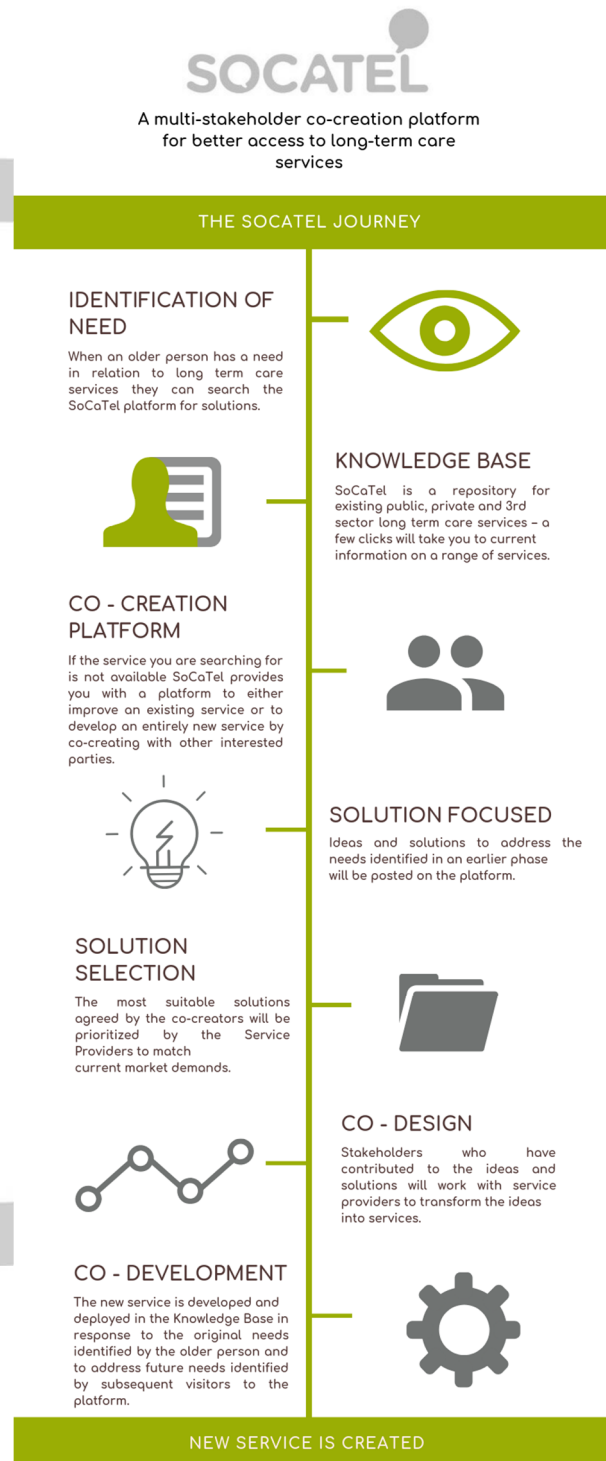 SOCATEL
A multi-stakeholder co-creation platform
for better access to long-term care
services
THE SOCATEL JOURNEY
IDENTIFICATION OF
NEED
When an older person has a need
in relation to long term care
services they can search the
SoCaTel platform for solutions.
KNOWLEDGE BASE
SoCaTel is a repository for
existing public, private and 3rd
sector long term care services – a
few clicks will take you to current
information on a range of services.
CO - CREATION
PLATFORM
If the service you are searching for
is not available SoCaTel provides
you with a platform to either
improve an existing service or to
develop an entirely new service by
co-creating with other interested
parties.
SOLUTION FOCUSED
Ideas and solutions to address the
needs identified in an earlier phase
will be posted on the platform.
SOLUTION
SELECTION
The most suitable solutions
agreed by the co-creators will be
prioritized by the Service
Providers to match
current market demands.
CO - DESIGN
Stakeholders who have
contributed to the ideas and
solutions will work with service
providers to transform the ideas
into services.
CO - DEVELOPMENT
The new service is developed and
deployed in the Knowledge Base in
response to the original needs
identified by the older person and
to address future needs identified
by subsequent visitors to the
platform.
NEW SERVICE IS CREATED